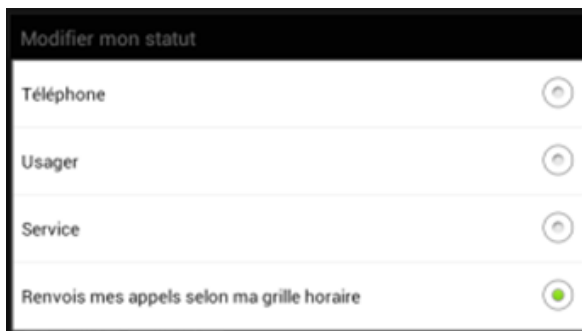 Modifier mon statut
Téléphone
Usager
Service
Renvois mes appels selon ma grille horaire